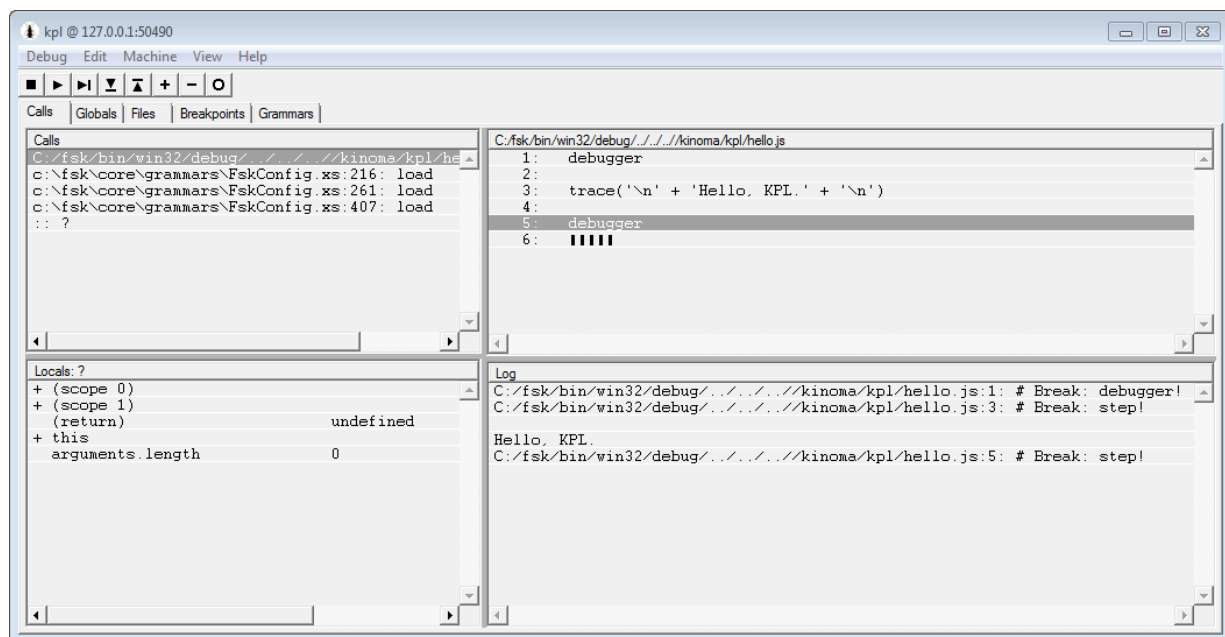 kpl @ 127.0.0.1:50490
Debug Edit Machine View Help
Calls Globals Files Breakpoints Grammars
Calls
C:/fsk/bin/win32/debug/../../..//kinoma/kpl/he
c:\fsk\core\grammars\FskConfig.xs:216: load
c:\fsk\core\grammars\FskConfig.xs:261: load
c:\fsk\core\grammars\FskConfig.xs:407: load
:: ?
C:/fsk/bin/win32/debug/../../..//kinoma/kpl/hello.js
1: debugger
2:
3: trace('\n' + 'Hello, KPL.' + '\n')
4:
5: debugger
6:
Locals: ?
+ (scope 0)
+ (scope 1)
(return) undefined
+ this
arguments.length 0
Log
C:/fsk/bin/win32/debug/../../..//kinoma/kpl/hello.js:1: # Break: debugger!
C:/fsk/bin/win32/debug/../../..//kinoma/kpl/hello.js:3: # Break: step!
Hello, KPL.
C:/fsk/bin/win32/debug/../../..//kinoma/kpl/hello.js:5: # Break: step!